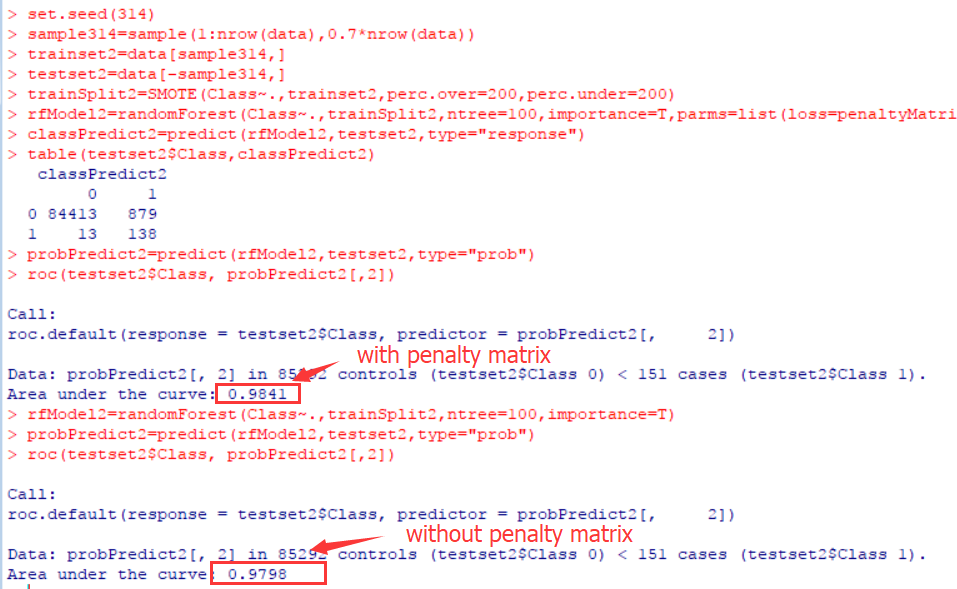 > set.seed(314)
> sample314=sample(1:nrow(data),0.7*nrow(data))
> trainset2=data[sample314,]
> testset2=data[-sample314,]
> trainSplit2=SMOTE(Class~.,trainset2,perc.over=200,perc.under=200)
> rfModel2=randomForest(Class~.,trainSplit2,ntree=100,importance=T,parms=list(loss=penaltyMatri
> classPredict2=predict(rfModel2,testset2,type="response")
> table(testset2$Class,classPredict2)
classPredict2
0 1
0 84413 879
1 13 138
> probPredict2=predict(rfModel2,testset2,type="prob")
> roc(testset2$Class, probPredict2[,2])
Call:
roc.default(response = testset2$Class, predictor = probPredict2[, 2])
with penalty matrix
Data: probPredict2[, 2] in controls (testset2$Class 0) < 151 cases (testset2$Class 1).
Area under the curve: 0.9841
> rfModel2=randomForest(Class~.,trainSplit2,ntree=100,importance=T)
> probPredict2=predict(rfModel2,testset2,type="prob")
> roc(testset2$Class, probPredict2[,2])
Call:
roc.default(response = testset2$Class, predictor = probPredict2[, 2])
without penalty matrix
Data: probPredict2[, 2] in 85292 controls (testset2$Class 0) < 151 cases (testset2$Class 1).
Area under the curve: 0.9798